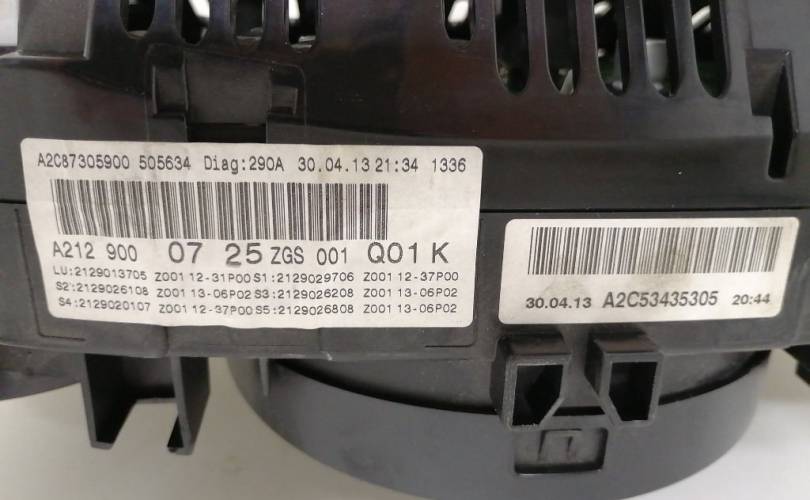 A2C87305900 505634 Diag:290A 30.04.13 21:34 1336
A212 900 07 25 ZGS 001 Q01 K
LU:2129013705 Z001 12-31P00 S1:2129029706 Z001 12-37P00
S2:2129026108 Z001 13-06P02 S3:2129026208 Z001 13-06P02
S4:2129020107 Z001 12-37P00 S5:2129026808 Z001 13-06P02
30.04.13 A2C53435305 20:44